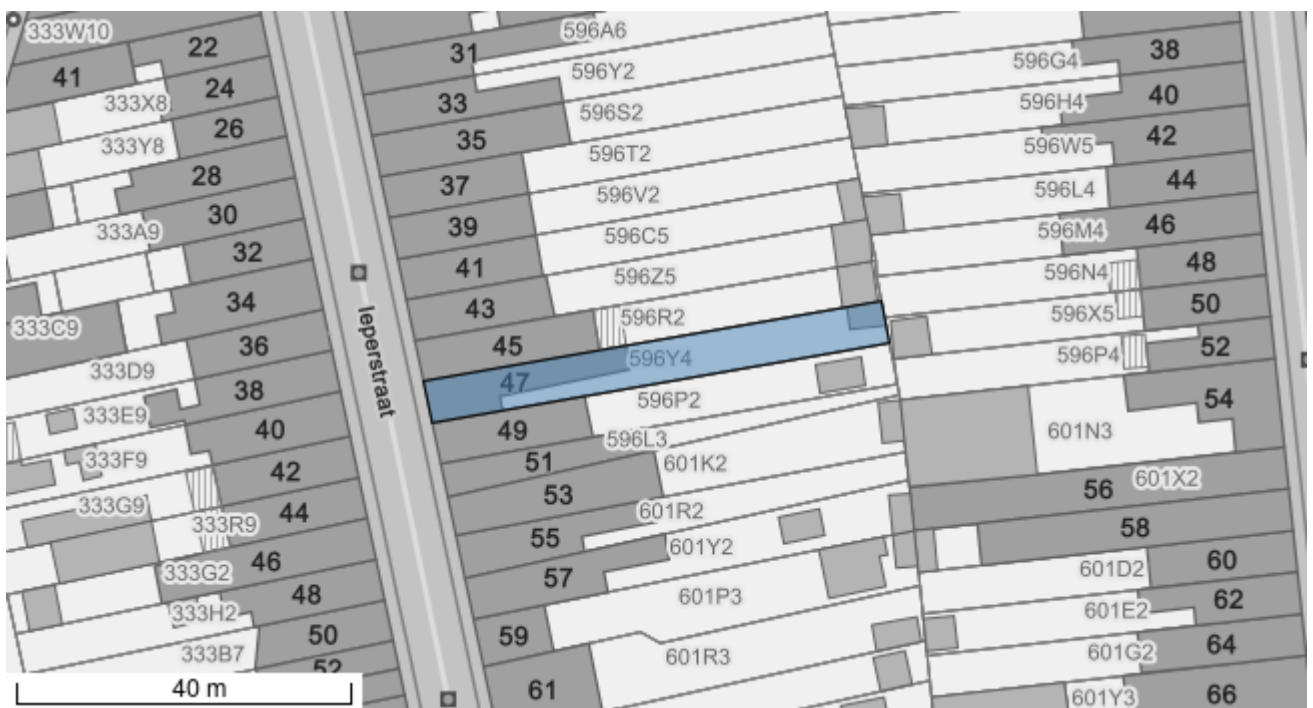 333W10
22
31
596A6
38
41
596Y2
596G4
24
33
333X8
596S2
596H4
40
26
35
333Y8
596T2
596W5
42
28
37
596V2
596L4
44
30
39
333A9
596C5
596M4
46
32
41
596Z5
596N4
48
34
43
596R2
596X5
50
333C9
Ieperstraat
36
45
596Y4
596P4
52
333D9
38
47
596P2
54
333E9
40
49
596L3
601N3
333F9
42
51
601K2
601X2
56
333G9
44
53
601R2
333R9
58
55
601Y2
46
333G2
57
601D2
60
48
601P3
333H2
601E2
62
50
59
333B7
601R3
601G2
64
52
61
601Y3
66
40 m